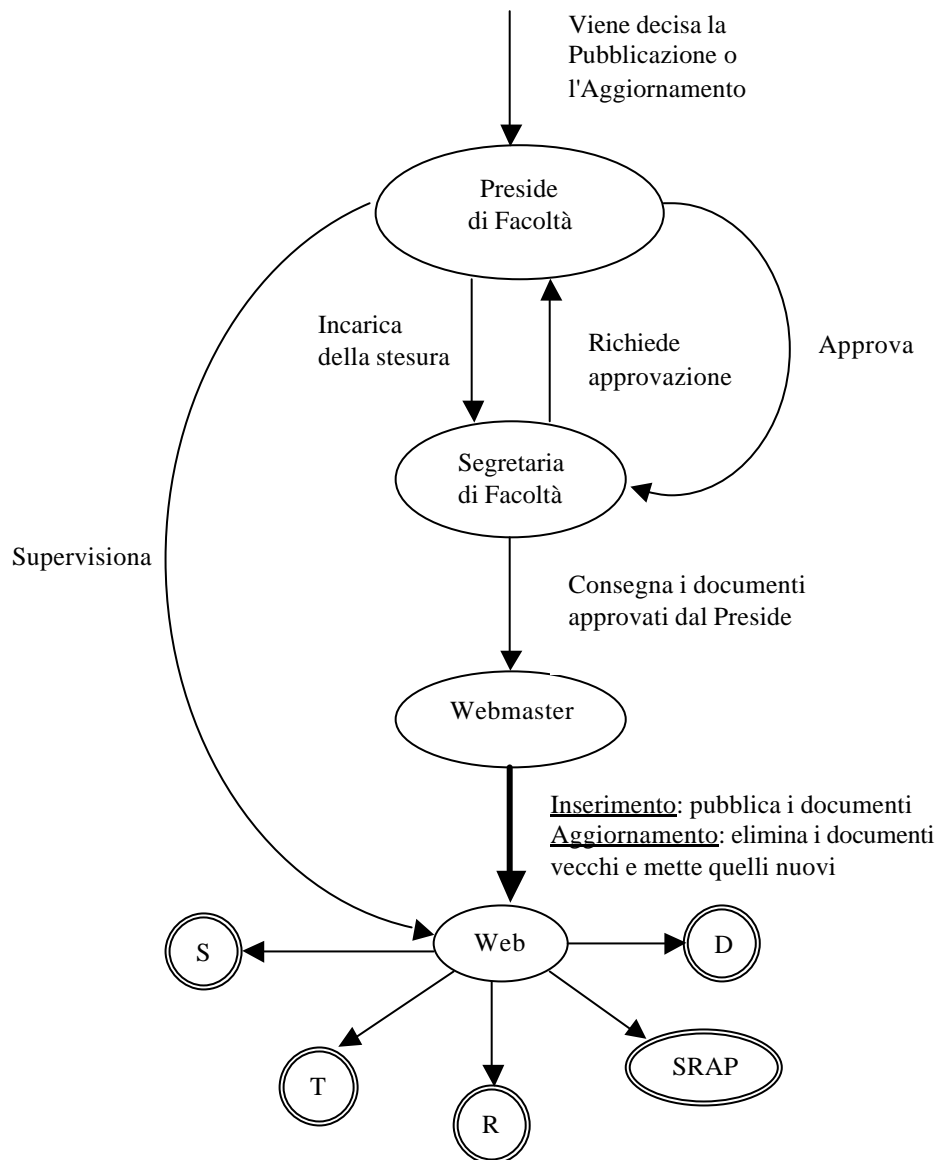 Viene decisa la
Pubblicazione o
l'Aggiornamento
Preside
di Facoltà
Incarica
della stesura
Richiede
approvazione
Approva
Segretaria
di Facoltà
Supervisiona
Consegna i documenti
approvati dal Preside
Webmaster
Inserimento: pubblica i documenti
Aggiornamento: elimina i documenti
vecchi e mette quelli nuovi
S
Web
D
T
R
SRAP